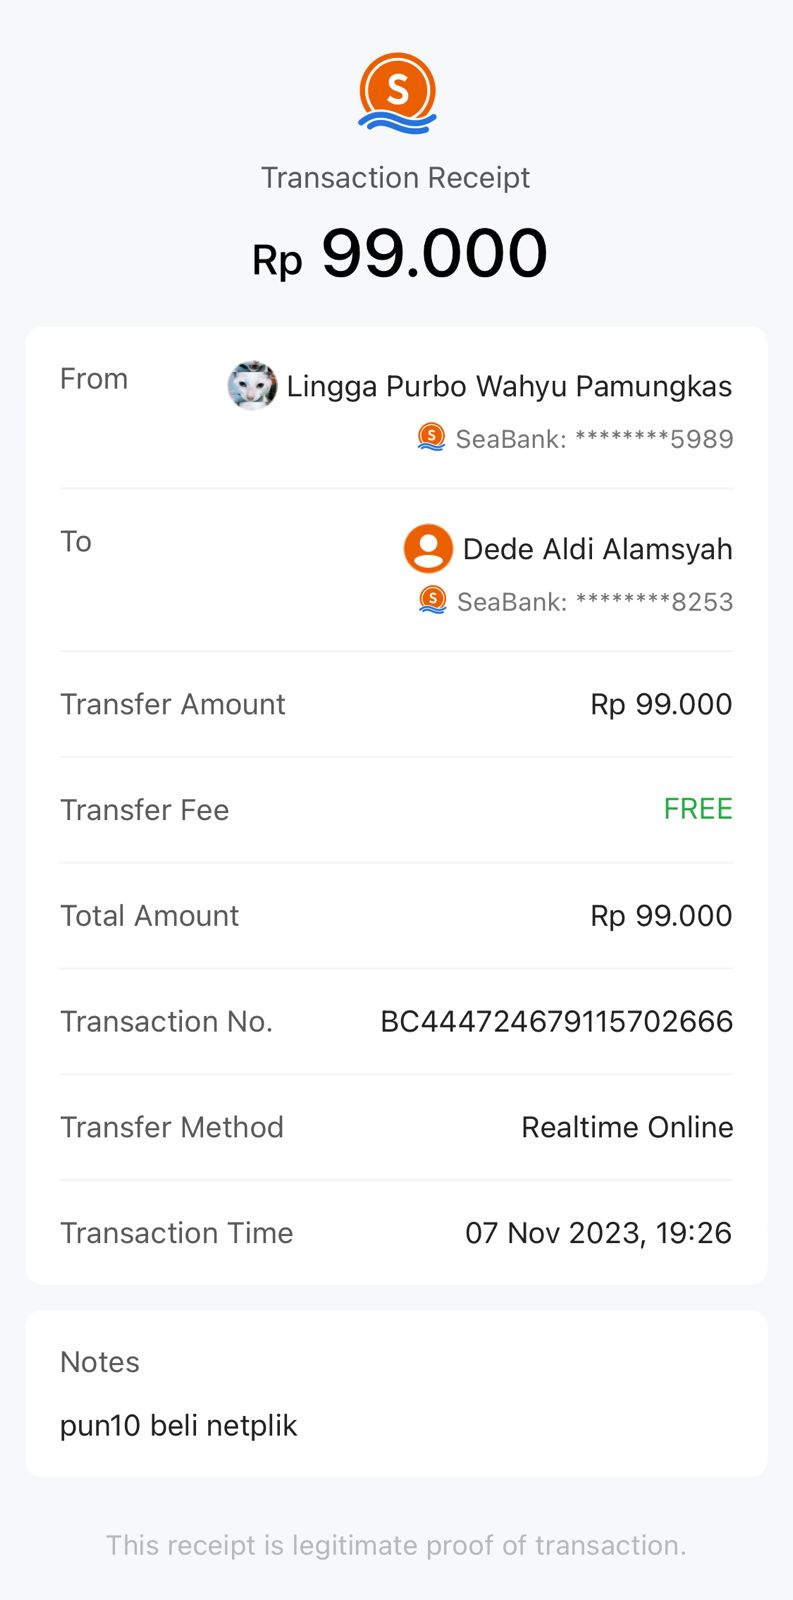 S
Transaction Receipt
Rp 99.000
From
Lingga Purbo Wahyu Pamungkas
S SeaBank: ********5989
To
Dede Aldi Alamsyah
S SeaBank: ********8253
Transfer Amount Rp 99.000
Transfer Fee FREE
Total Amount Rp 99.000
Transaction No. BC444724679115702666
Transfer Method Realtime Online
Transaction Time 07 Nov 2023, 19:26
Notes
pun10 beli netplik
This receipt is legitimate proof of transaction.